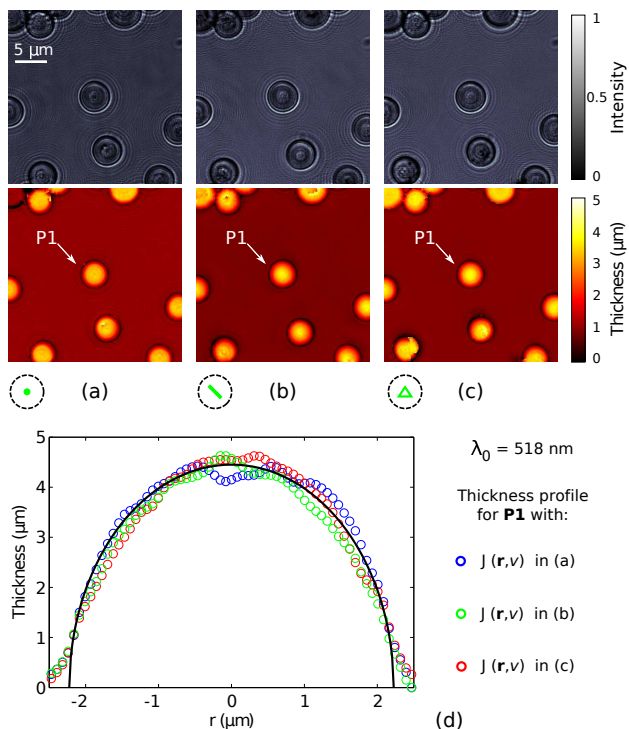 5 μm
1
0.5
0
Intensity
P1
P1
P1
5
4
3
2
1
0
Thickness (μm)
(a)
(b)
(c)
5
4
3
2
1
0
Thickness (μm)
-2
-1
0
1
2
r (μm)
(d)
λ0 = 518 nm
Thickness profile
for P1 with:
J (r,v) in (a)
J (r,v) in (b)
J (r,v) in (c)